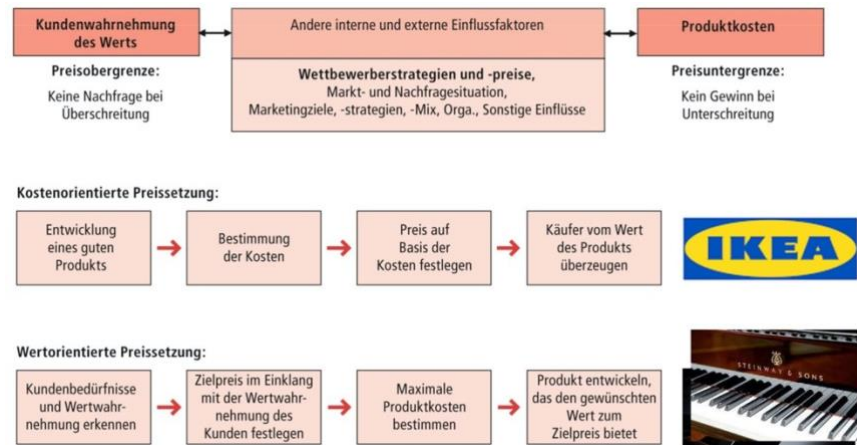 Kundenwahrnehmung
des Werts
Andere interne und externe Einflussfaktoren
Produktkosten
Preisobergrenze:
Keine Nachfrage bei
Überschreitung
Wettbewerberstrategien und -preise,
Markt- und Nachfragesituation,
Marketingziele, -strategien, -Mix, Orga., Sonstige Einflüsse
Preisuntergrenze:
Kein Gewinn bei
Unterschreitung
Kostenorientierte Preissetzung:
Entwicklung
eines guten
Produkts
Bestimmung
der Kosten
Preis auf
Basis der
Kosten festlegen
Käufer vom Wert
des Produkts
überzeugen
IKEA
Wertorientierte Preissetzung:
Kundenbedürfnisse
und Wertwahr-
nehmung erkennen
Zielpreis im Einklang
mit der Wertwahr-
nehmung des
Kunden festlegen
Maximale
Produktkosten
bestimmen
Produkt entwickeln,
das den gewünschten
Wert zum
Zielpreis bietet
STEINWAY & SONS